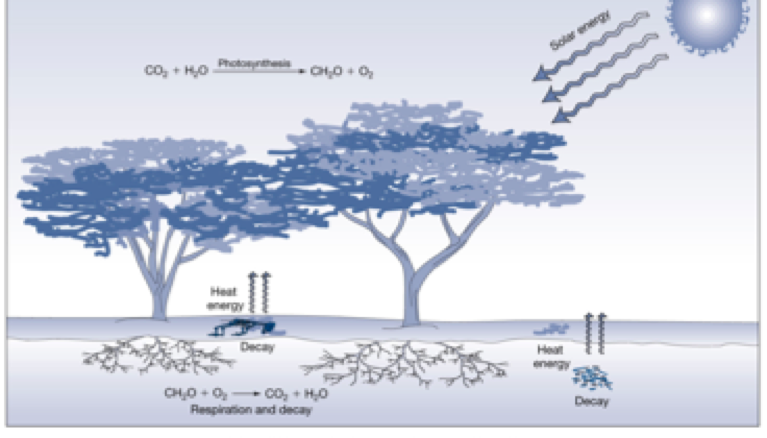 Solar energy
Photosynthesis
CO₂ + H₂O ⟶ CH₂O + O₂
Heat
energy
Decay
Heat
energy
Decay
CH₂O + O₂ ⟶ CO₂ + H₂O
Respiration and decay